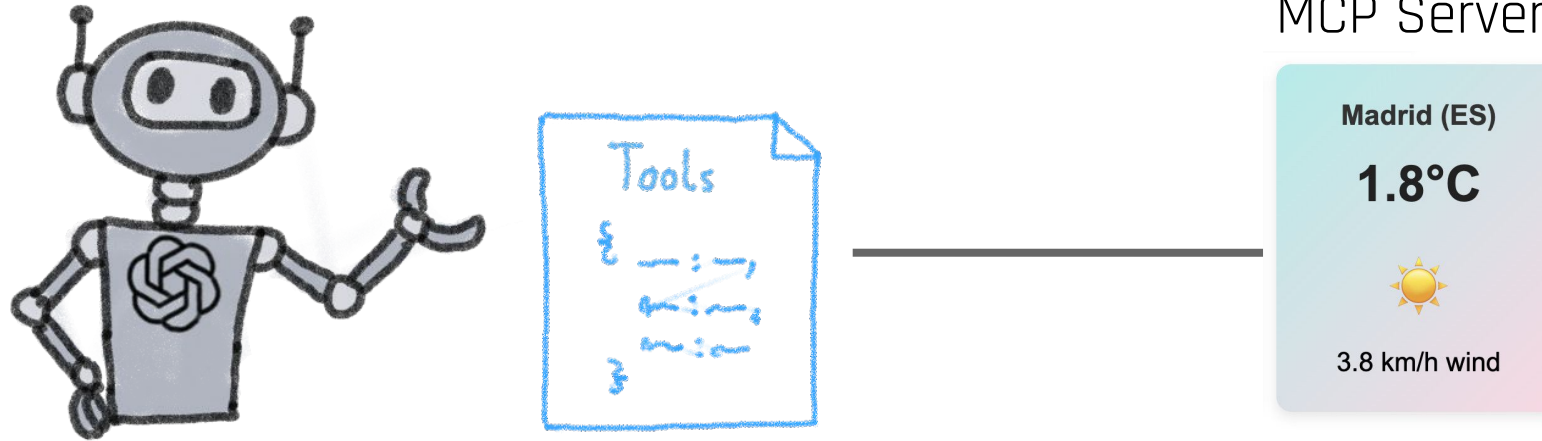 MCP Server
Tools
{
— : — ,
— : — ,
— : —
}
Madrid (ES)
1.8°C
3.8 km/h wind